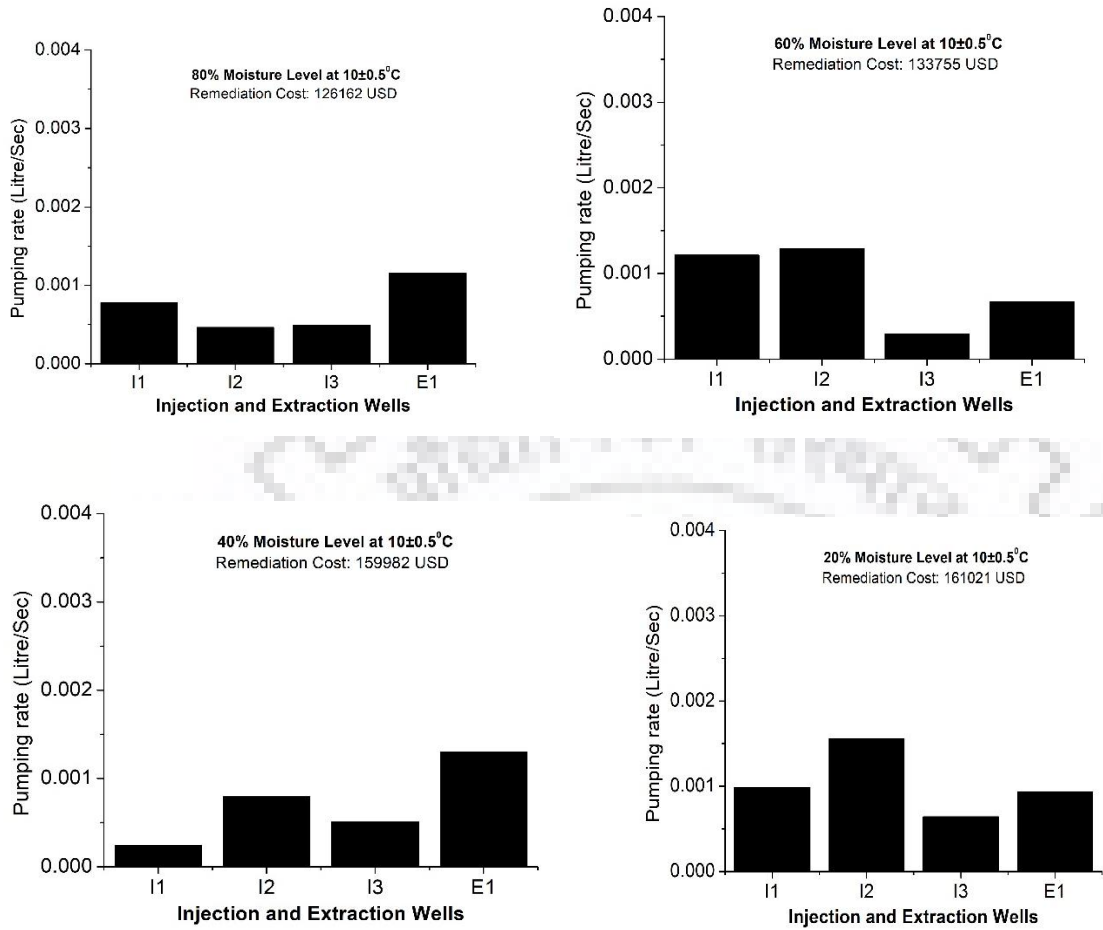 80% Moisture Level at 10±0.5⁰C
Remediation Cost: 126162 USD
Pumping rate (Litre/Sec)
0.004
0.003
0.002
0.001
0.000
I1 I2 I3 E1
Injection and Extraction Wells
60% Moisture Level at 10±0.5⁰C
Remediation Cost: 133755 USD
Pumping rate (Litre/Sec)
0.004
0.003
0.002
0.001
0.000
I1 I2 I3 E1
Injection and Extraction Wells
40% Moisture Level at 10±0.5⁰C
Remediation Cost: 159982 USD
Pumping rate (Litre/Sec)
0.004
0.003
0.002
0.001
0.000
I1 I2 I3 E1
Injection and Extraction Wells
20% Moisture Level at 10±0.5⁰C
Remediation Cost: 161021 USD
Pumping rate (Litre/Sec)
0.004
0.003
0.002
0.001
0.000
I1 I2 I3 E1
Injection and Extraction Wells